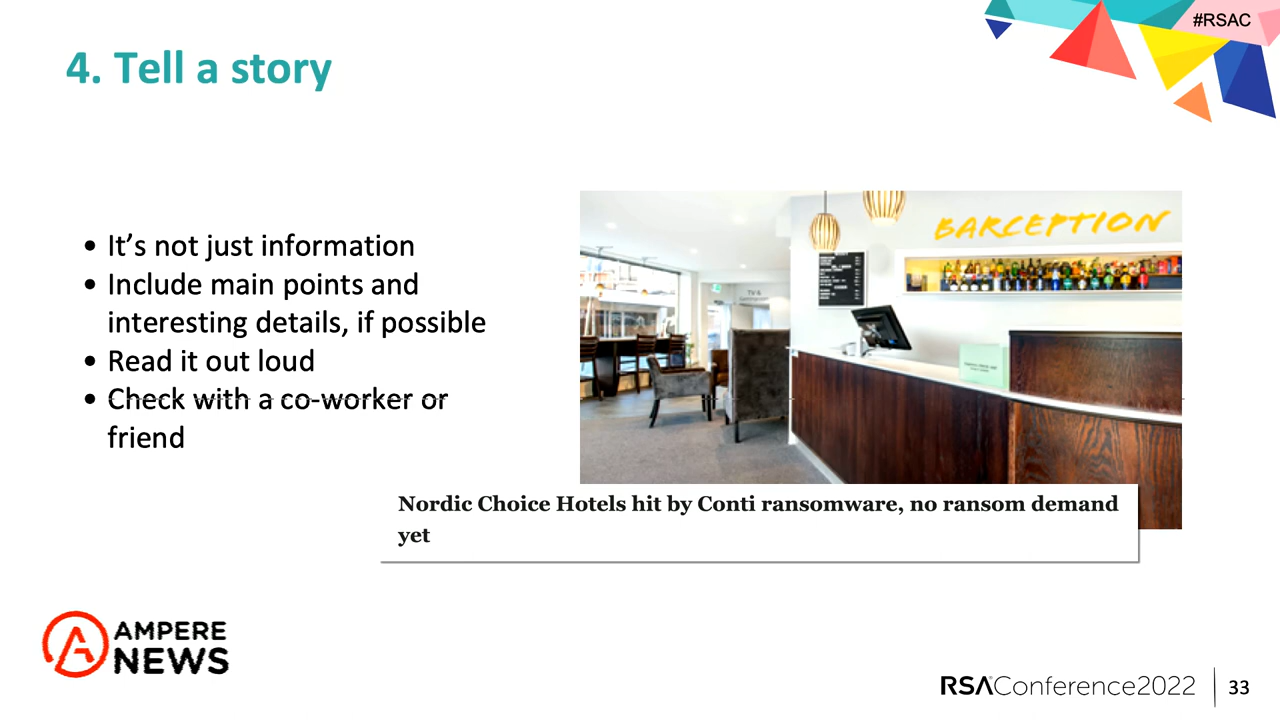 #RSAC
4. Tell a story
• It's not just information
• Include main points and
interesting details, if possible
• Read it out loud
• Check with a co-worker or
friend
BARCEPTION
TV &
Nordic Choice Hotels hit by Conti ransomware, no ransom demand
yet
AMPERE
NEWS
RSAConference2022
33